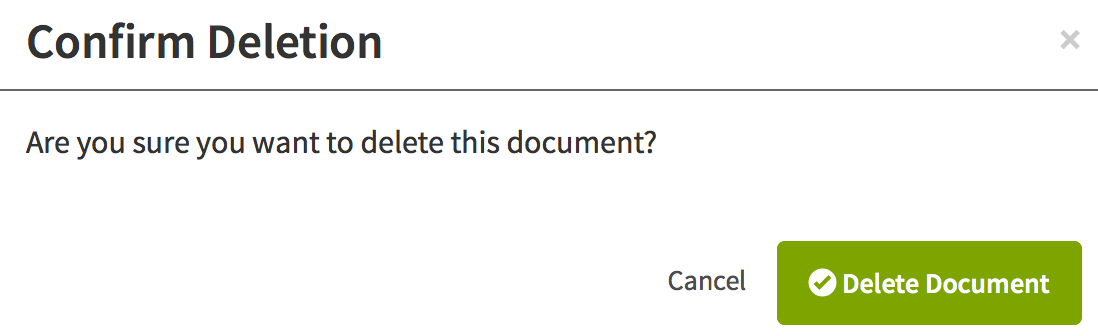 Confirm Deletion
Are you sure you want to delete this document?
Cancel
Delete Document